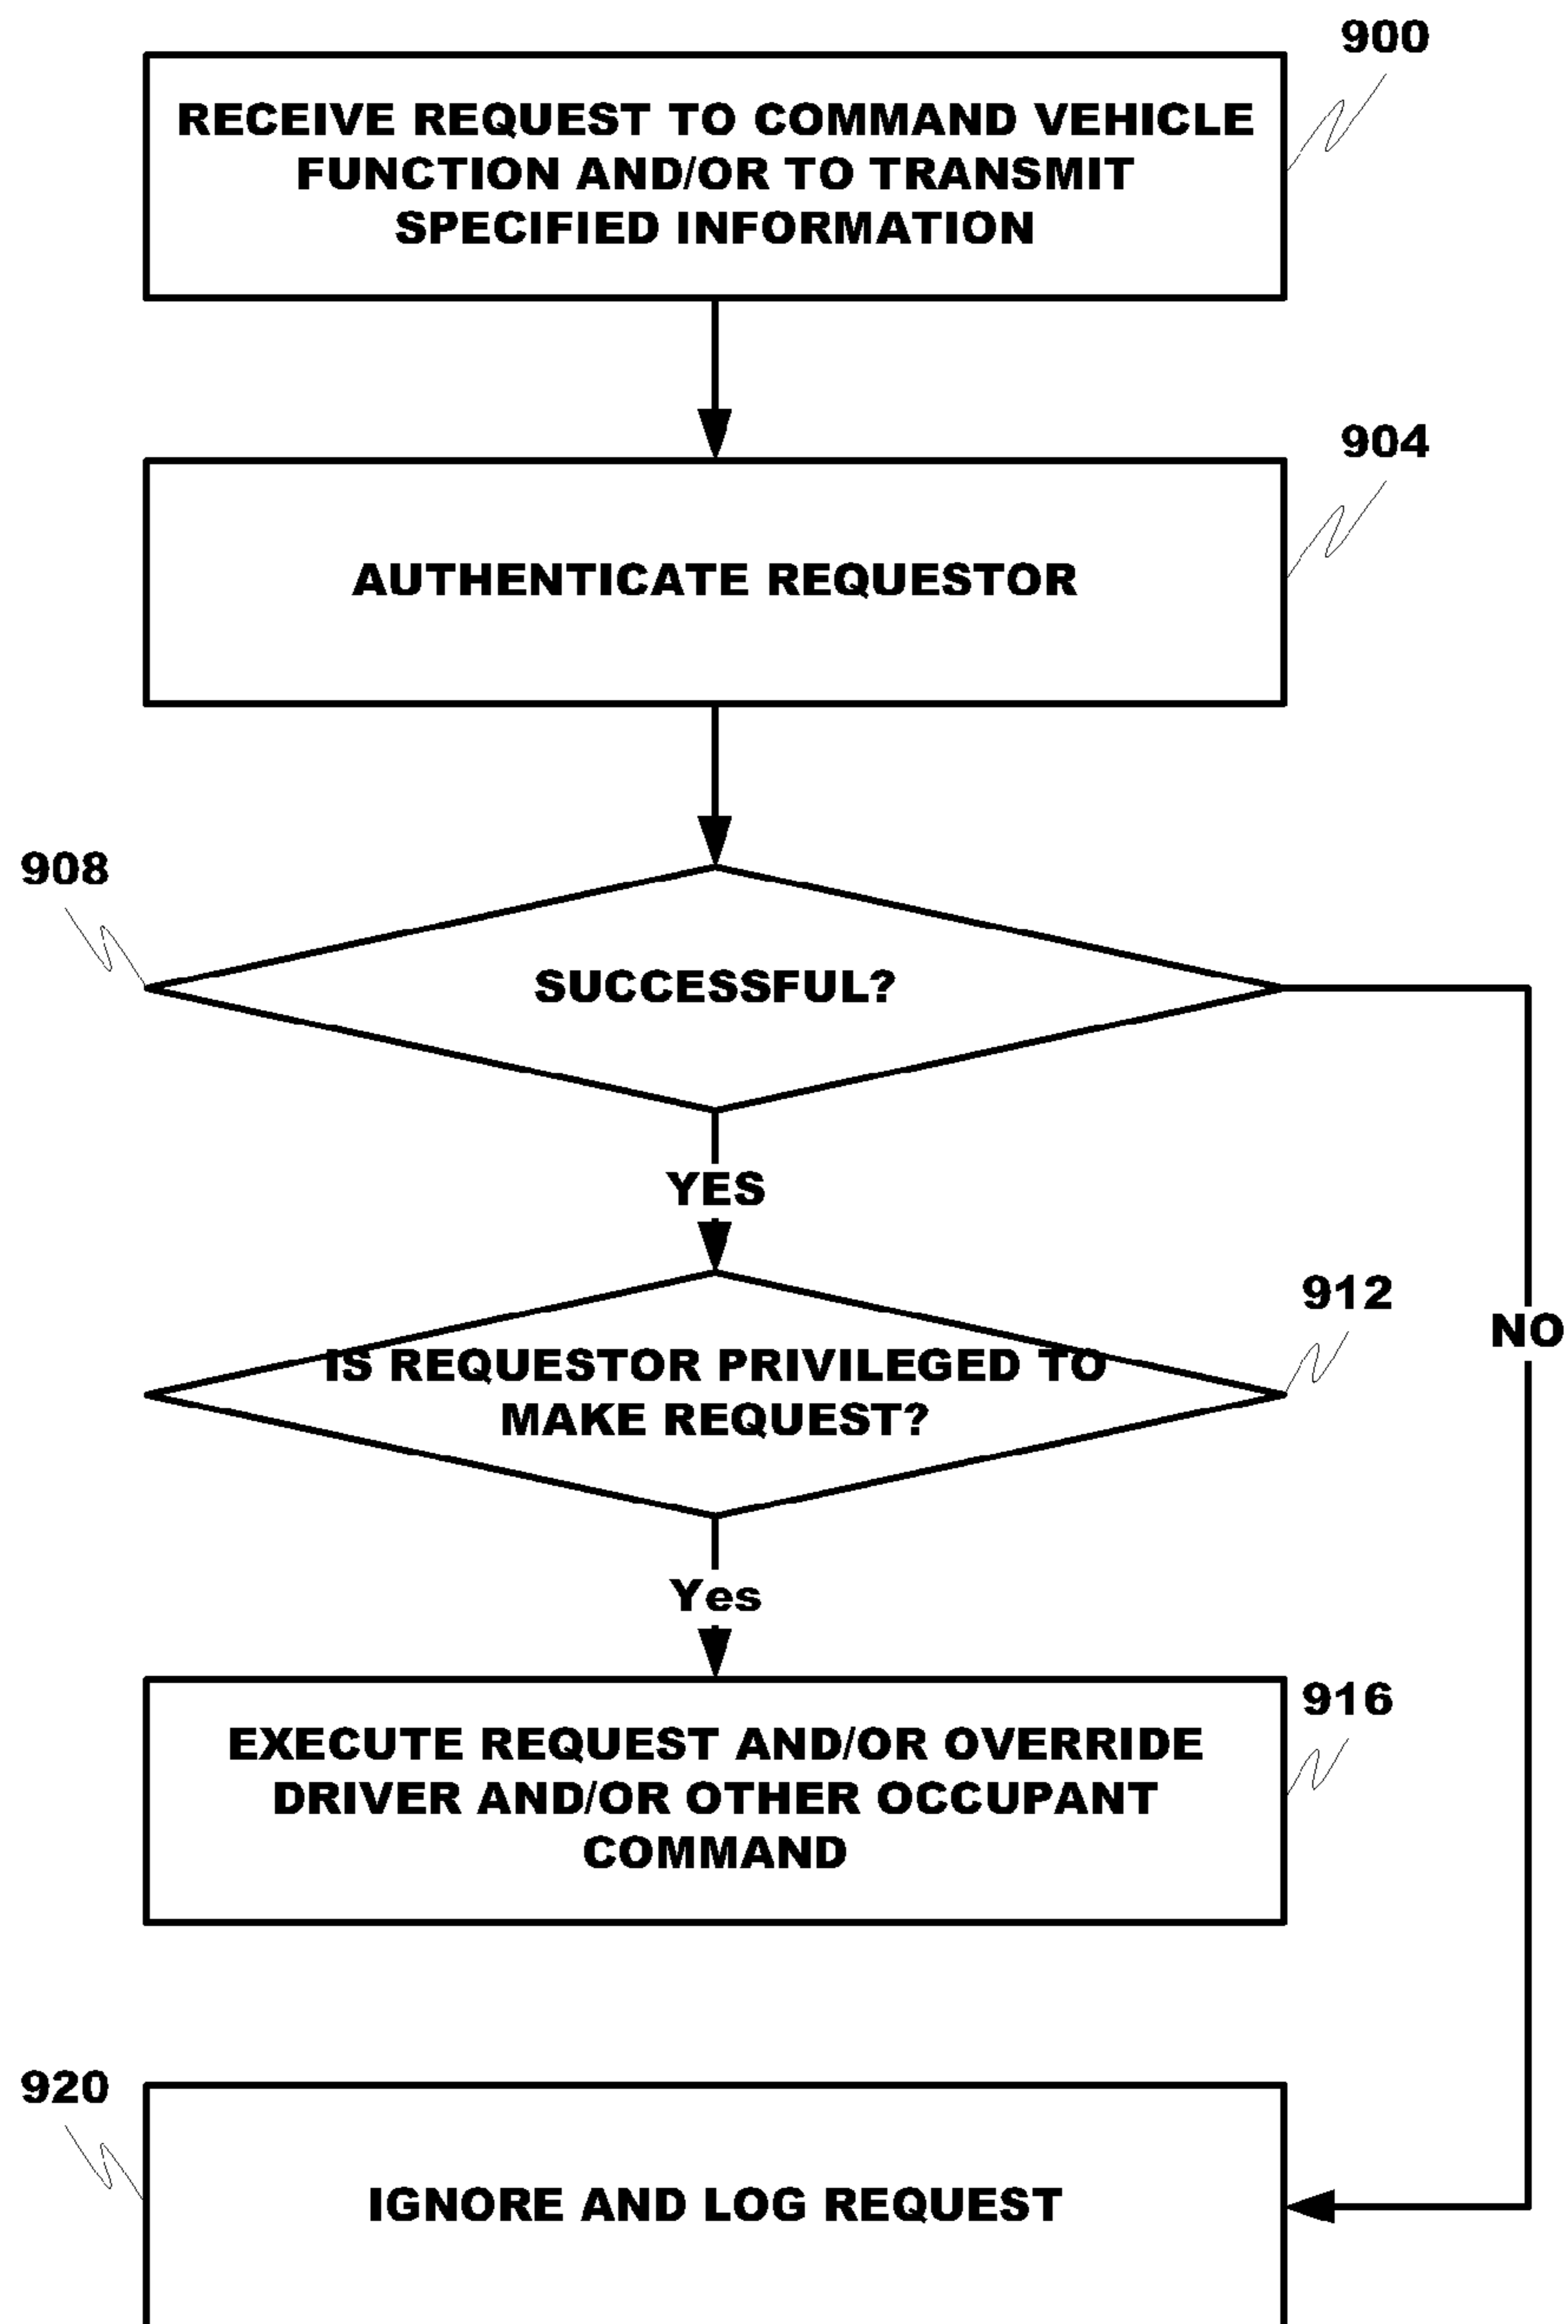 900
RECEIVE REQUEST TO COMMAND VEHICLE
FUNCTION AND/OR TO TRANSMIT
SPECIFIED INFORMATION
904
AUTHENTICATE REQUESTOR
908
SUCCESSFUL?
YES
912
NO
IS REQUESTOR PRIVILEGED TO
MAKE REQUEST?
Yes
916
EXECUTE REQUEST AND/OR OVERRIDE
DRIVER AND/OR OTHER OCCUPANT
COMMAND
920
IGNORE AND LOG REQUEST